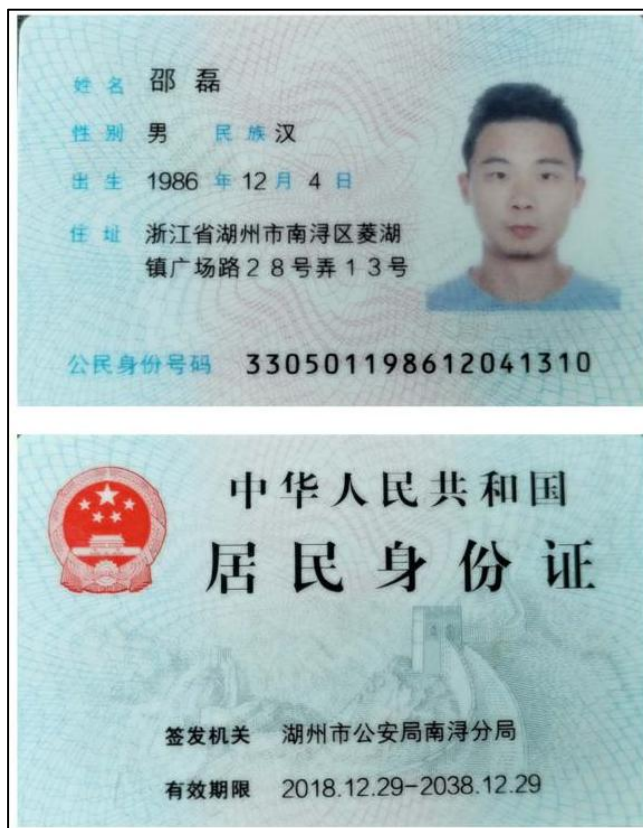 姓名 邵磊
性别 男 民族 汉
出生 1986 年 12 月 4 日
住址 浙江省湖州市南浔区菱湖
镇广场路28号弄13号
公民身份号码 330501198612041310
中华人民共和国
居民身份证
签发机关 湖州市公安局南浔分局
有效期限 2018.12.29-2038.12.29